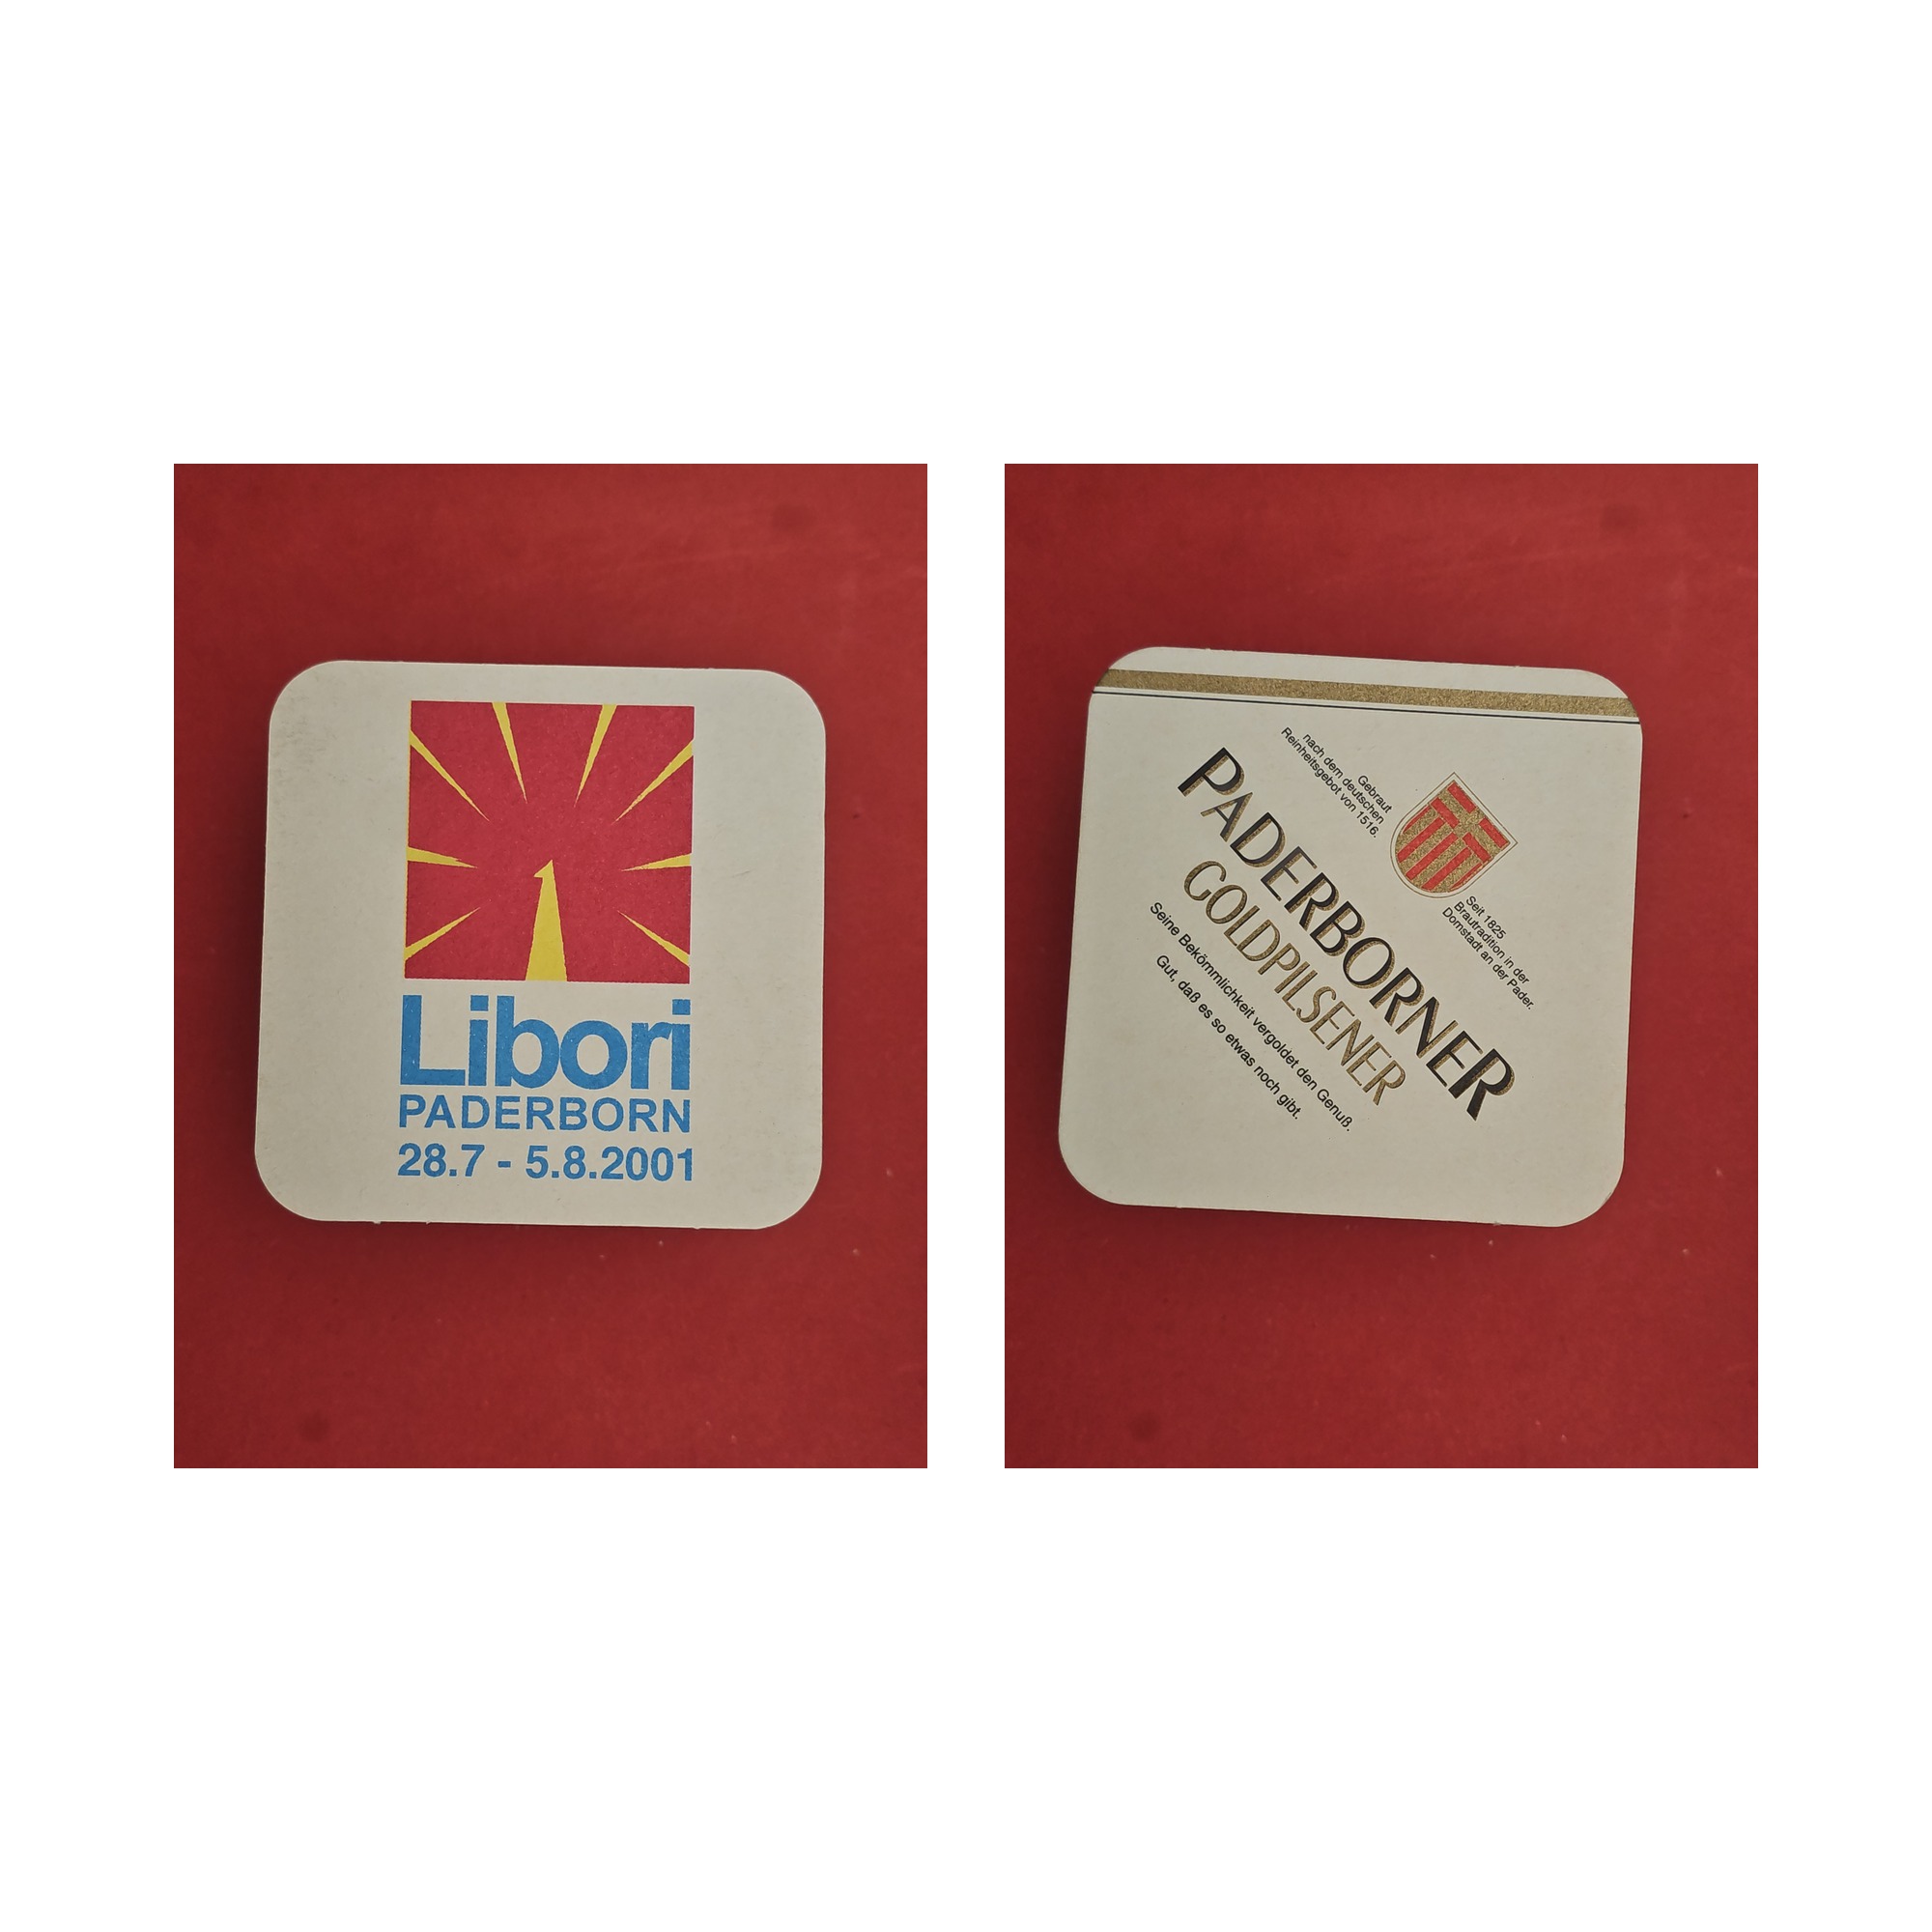 Libori
PADERBORN
28.7 - 5.8.2001
Gebraut
nach dem deutschen
Reinheitsgebot von 1516.
Seit 1825
Brautradition in der
Domstadt an der Pader.
PADERBORNER
GOLDPILSENER
Seine Bekömmlichkeit vergoldet den Genuß.
Gut, daß es so etwas noch gibt.